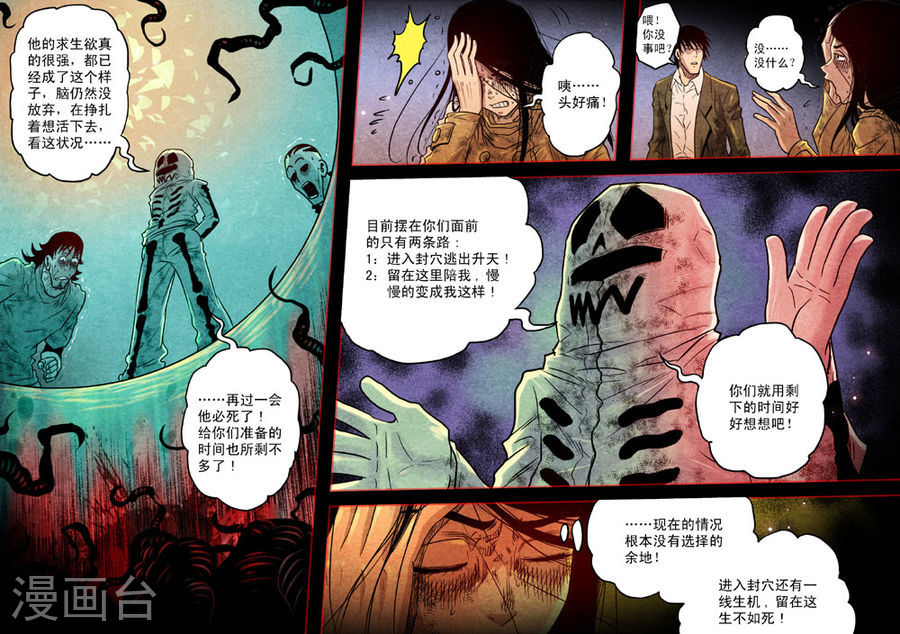 他的求生欲真
的很强，都已
经成了这个样
子，脑仍然没
放弃，在挣扎
着想活下去，
看这状况……
……再过一会
他必死了！
给你们准备的
时间也所剩不
多了！
咦……
头好痛！
喂！
你没
事吧？
没……
没什么？
目前摆在你们面前
的只有两条路：
1：进入封穴逃出升天！
2：留在这里陪我，慢
慢的变成我这样！
你们就用剩
下的时间好
好想想吧！
……现在的情况
根本没有选择的
余地！
进入封穴还有一
线生机，留在这
生不如死！
漫画台